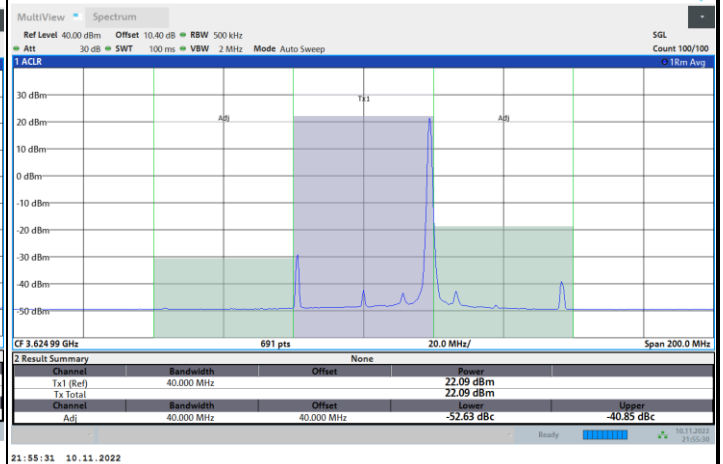 MultiView Spectrum
Ref Level 40.00 dBm Offset 10.40 dB RBW 500 kHz SGL
Att 30 dB SWT 100 ms VBW 2 MHz Mode Auto Sweep Count 100/100
1 ACLR 1Rm Avg
30 dBm
Tx1
20 dBm Adj Adj
10 dBm
0 dBm
-10 dBm
-20 dBm
-30 dBm
-40 dBm
-50 dBm
CF 3.624 99 GHz 691 pts 20.0 MHz/ Span 200.0 MHz
2 Result Summary None
Channel Bandwidth Offset Power
Tx1 (Ref) 40.000 MHz 22.09 dBm
Tx Total 22.09 dBm
Channel Bandwidth Offset Lower Upper
Adj 40.000 MHz 40.000 MHz -52.63 dBc -40.85 dBc
Ready 10.11.2022
21:55:30
21:55:31 10.11.2022